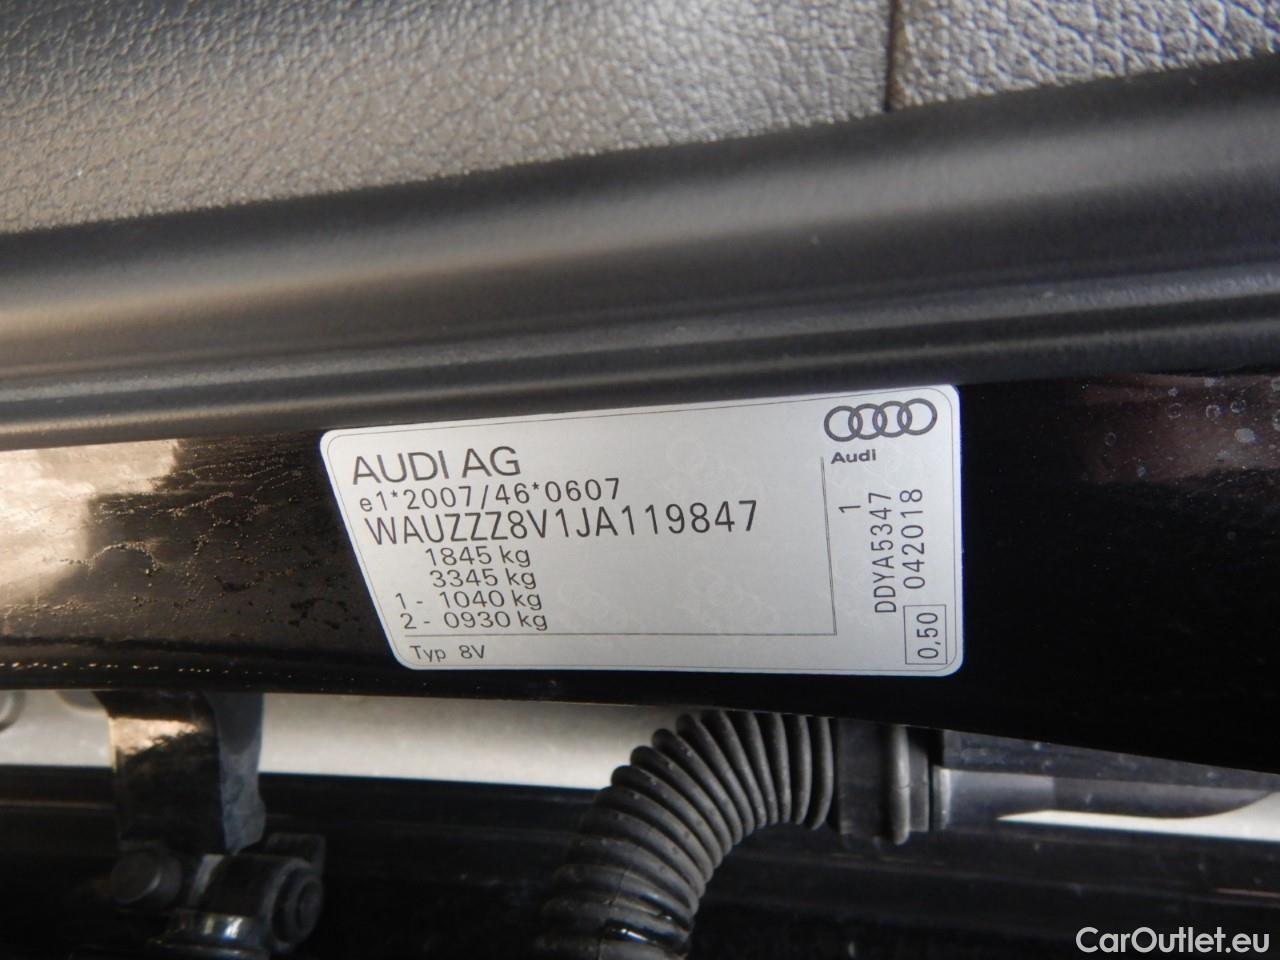 AUDI AG
e1*2007/46*0607
WAUZZZ8V1JA119847
1845 kg
3345 kg
1 - 1040 kg
2 - 0930 kg
Typ 8V
Audi
1
DDYA5347
042018
0,50
CarOutlet.eu